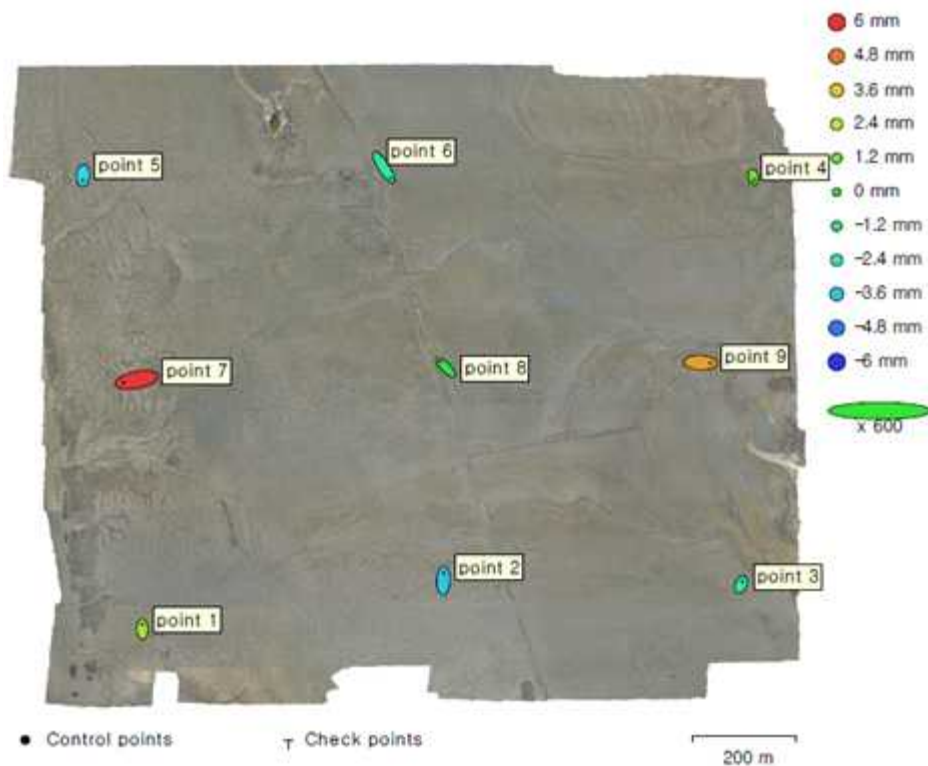 6 mm
4.8 mm
3.6 mm
2.4 mm
1.2 mm
0 mm
-1.2 mm
-2.4 mm
-3.6 mm
-4.8 mm
-6 mm
x 600
point 5
point 6
point 4
point 7
point 8
point 9
point 2
point 3
point 1
Control points
Check points
200 m